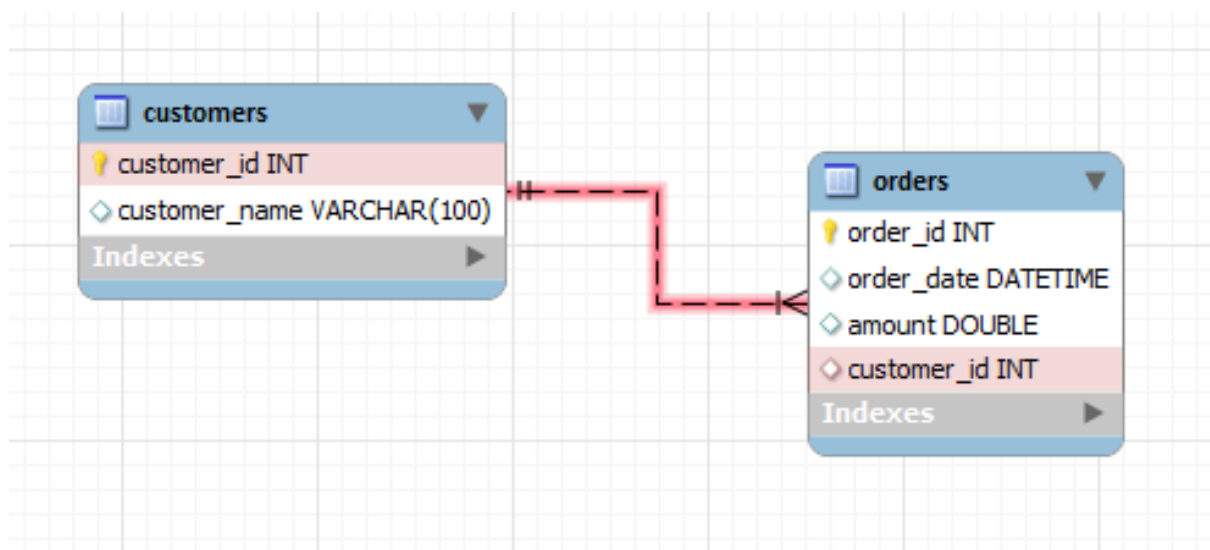 customers
customer_id INT
customer_name VARCHAR(100)
Indexes
orders
order_id INT
order_date DATETIME
amount DOUBLE
customer_id INT
Indexes